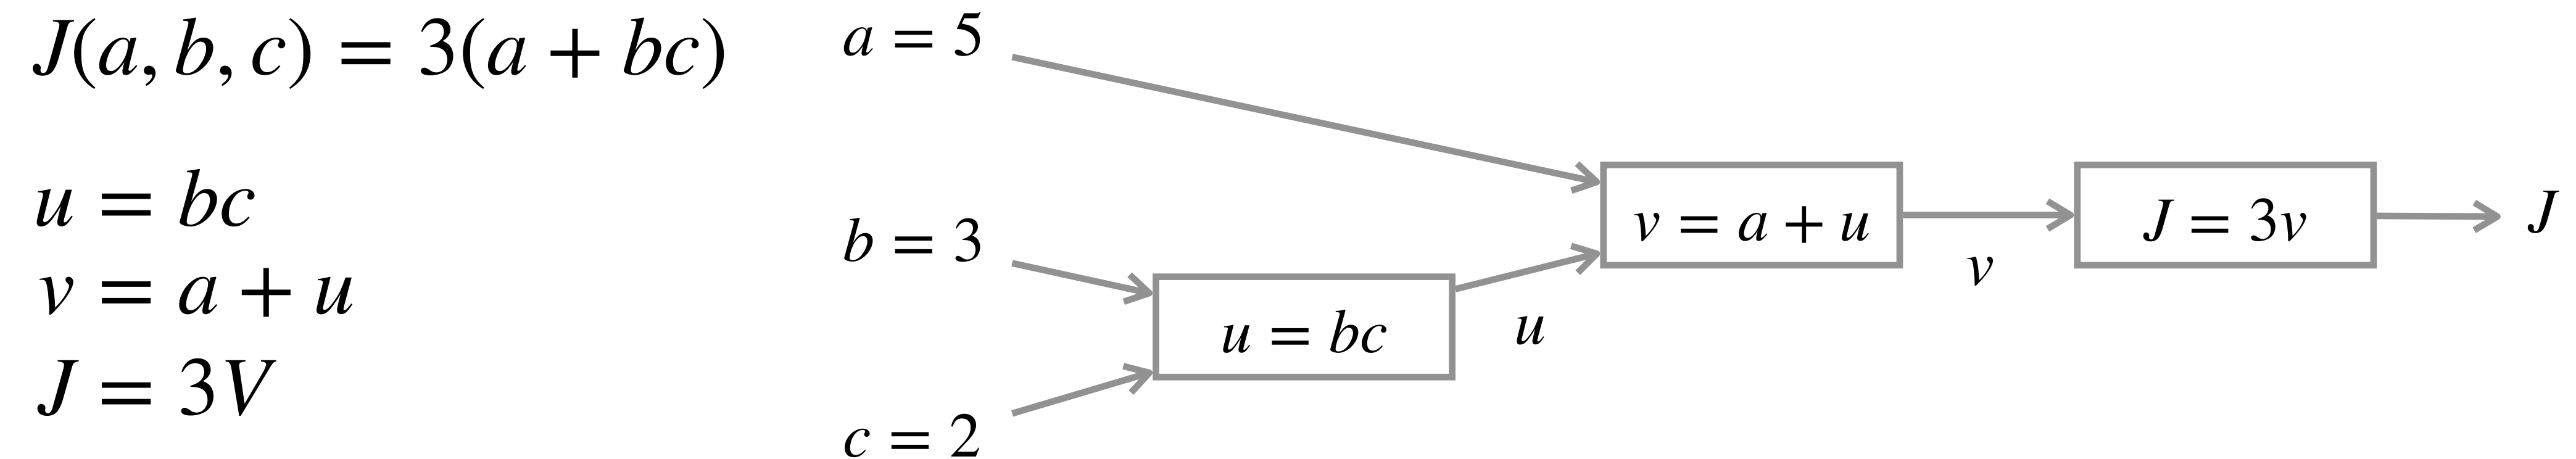 J(a, b, c) = 3(a + bc)
u = bc
v = a + u
J = 3V
a = 5
b = 3
c = 2
u = bc
u
v = a + u
v
J = 3v
J